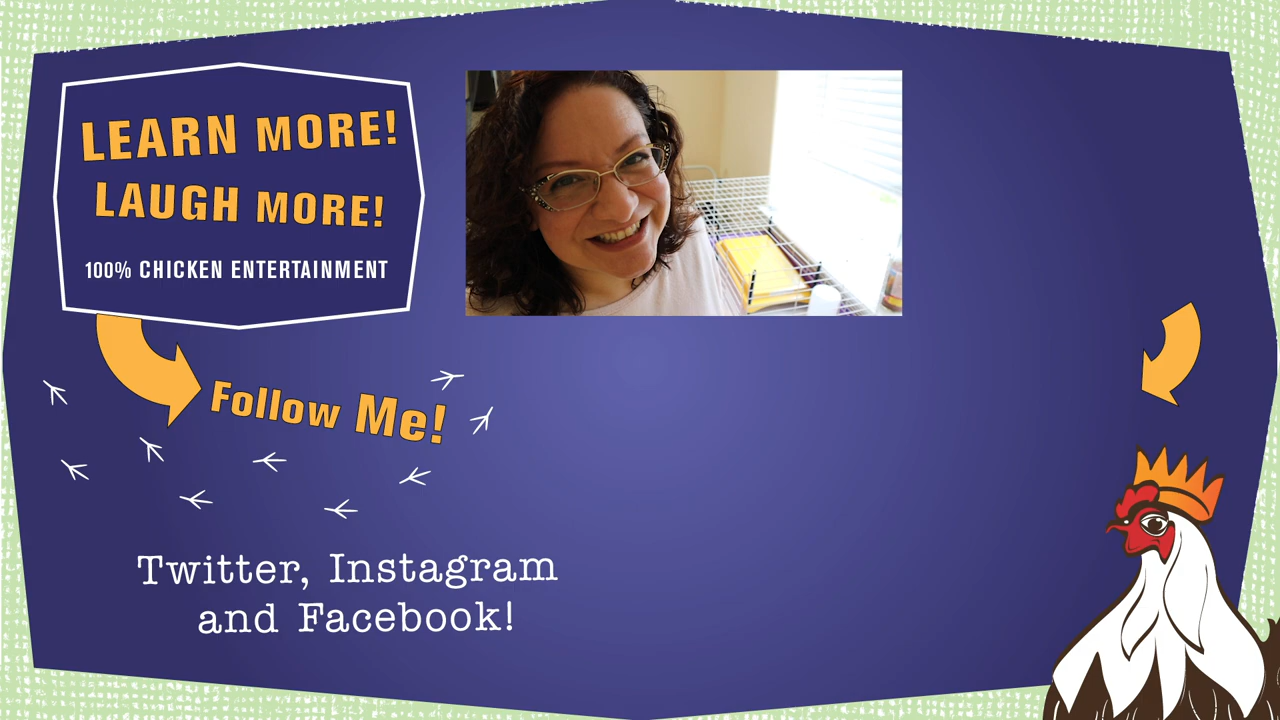 LEARN MORE!
LAUGH MORE!
100% CHICKEN ENTERTAINMENT
Follow Me!
Twitter, Instagram
and Facebook!